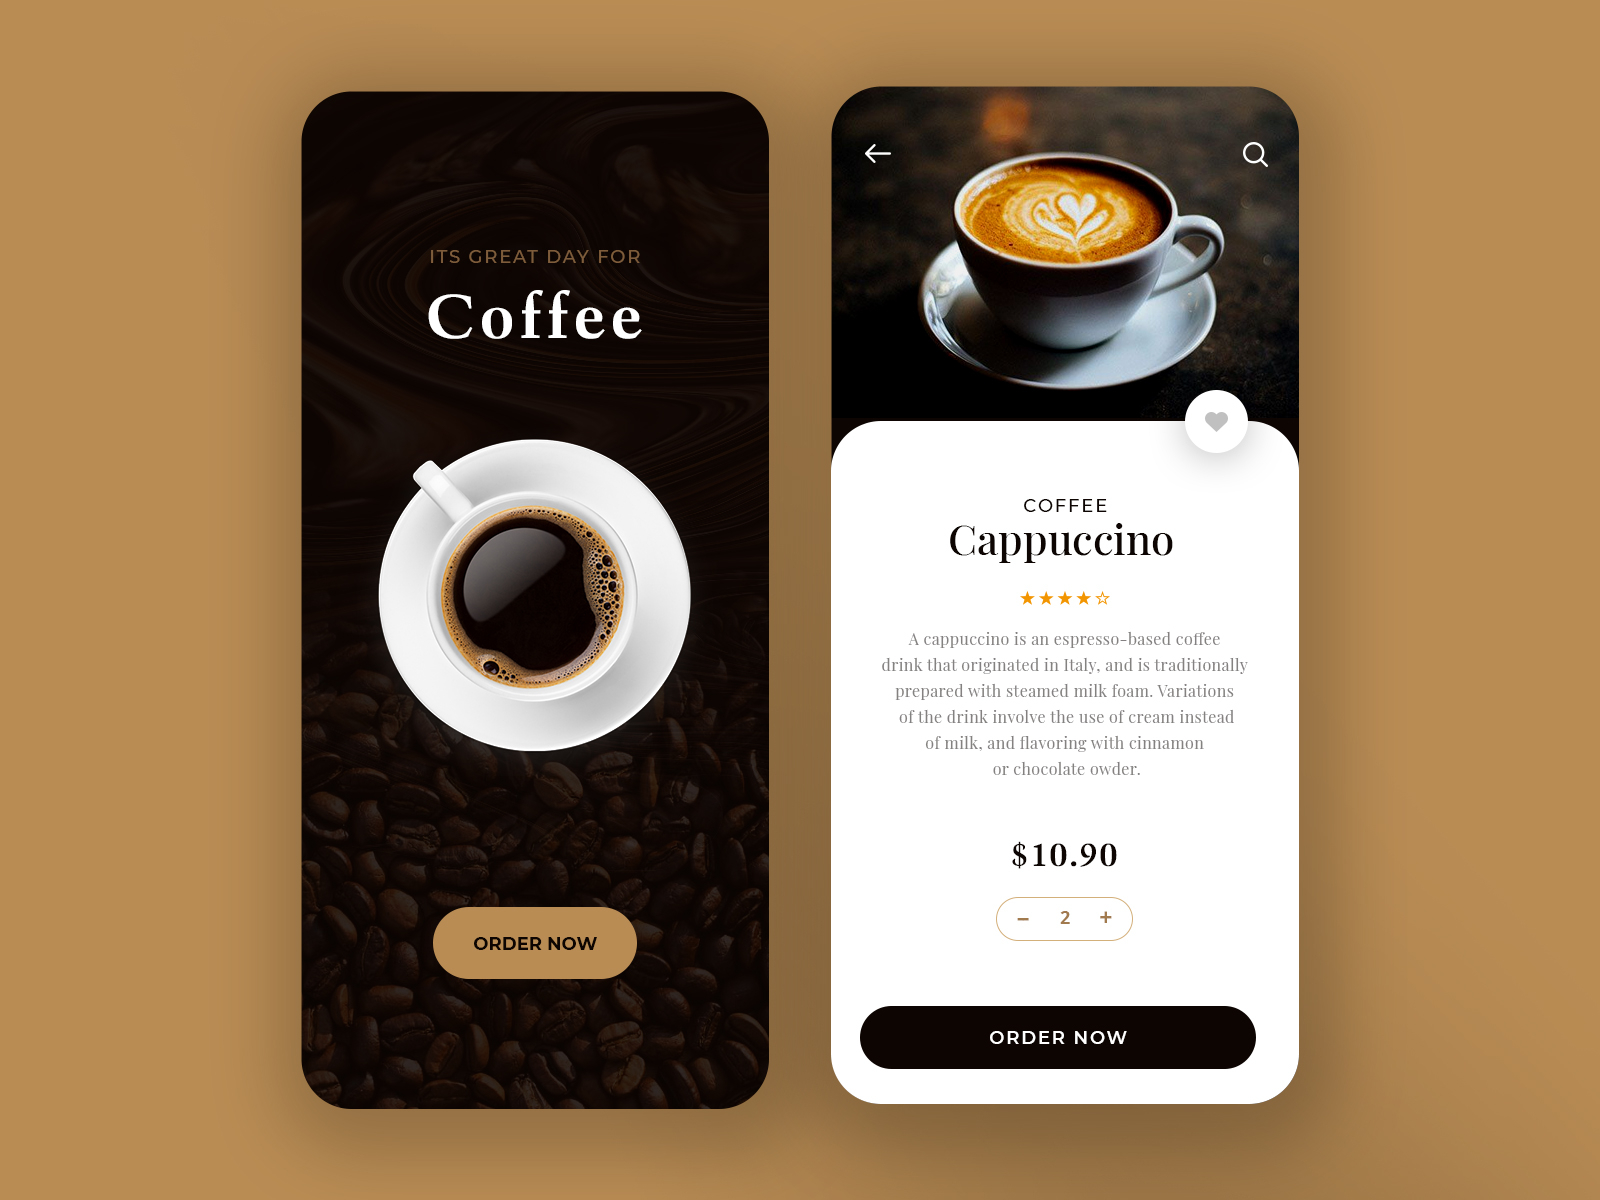 ITS GREAT DAY FOR
Coffee
ORDER NOW
COFFEE
Cappuccino
A cappuccino is an espresso-based coffee
drink that originated in Italy, and is traditionally
prepared with steamed milk foam. Variations
of the drink involve the use of cream instead
of milk, and flavoring with cinnamon
or chocolate owder.
$10.90
− 2 +
ORDER NOW